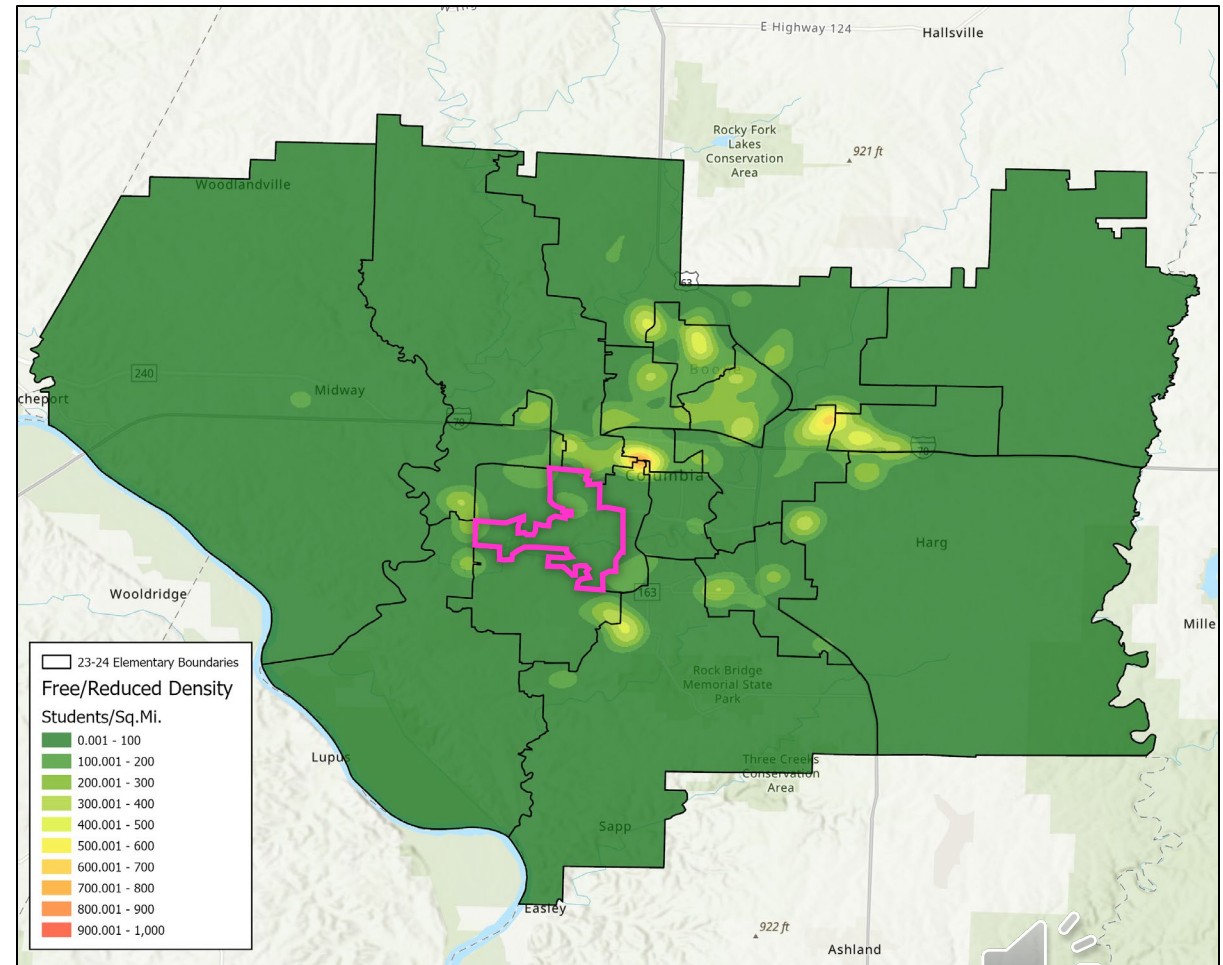 E Highway 124
Hallsville
Rocky Fork
Lakes
Conservation
Area
921 ft
Woodlandville
63
240
Midway
cheport
70
Boone
70
Columbia
Harg
Wooldridge
163
Mille
Rock Bridge
Memorial State
Park
23-24 Elementary Boundaries
Free/Reduced Density
Students/Sq.Mi.
0.001 - 100
100.001 - 200
200.001 - 300
300.001 - 400
400.001 - 500
500.001 - 600
600.001 - 700
700.001 - 800
800.001 - 900
900.001 - 1,000
Lupus
Three Creeks
Conservation
Area
Sapp
Easley
922 ft
Ashland